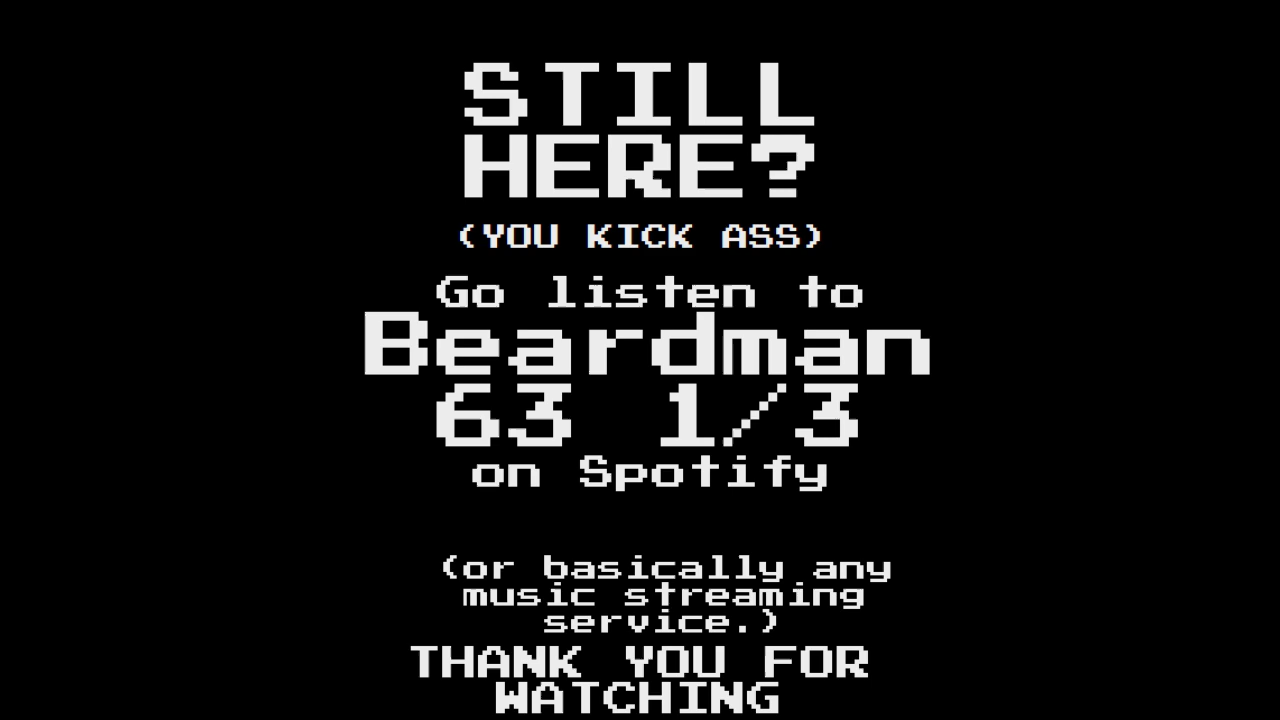 STILL
HERE?
(YOU KICK ASS)
Go listen to
Beardman
63 1/3
on Spotify
(or basically any
music streaming
service.)
THANK YOU FOR
WATCHING